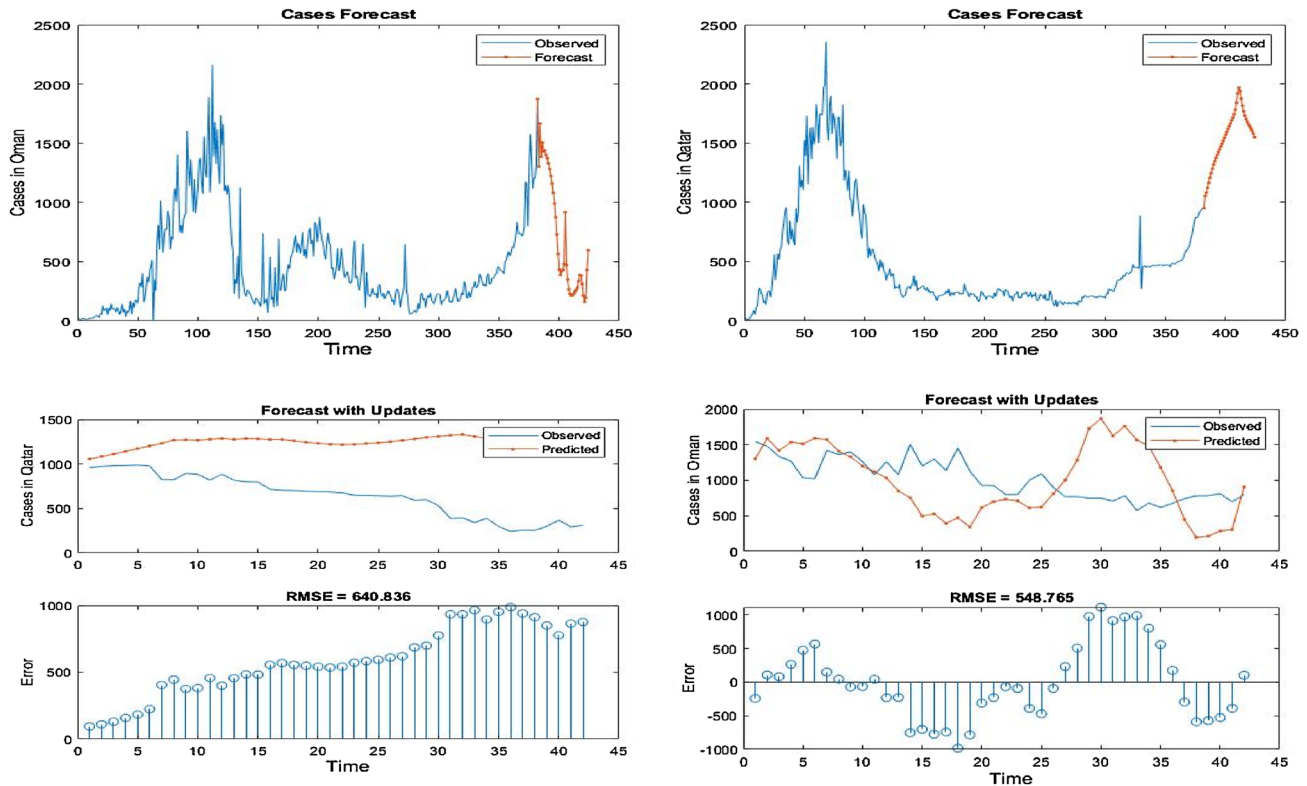 Cases Forecast
2500
2000
1500
1000
500
0
Cases in Oman
Observed
Forecast
0 50 100 150 200 250 300 350 400 450
Time
Cases Forecast
2500
2000
1500
1000
500
0
Cases in Qatar
Observed
Forecast
0 50 100 150 200 250 300 350 400 450
Time
Forecast with Updates
1500
1000
500
0
Cases in Qatar
Observed
Predicted
0 5 10 15 20 25 30 35 40 45
RMSE = 640.836
1000
500
0
Error
0 5 10 15 20 25 30 35 40 45
Time
Forecast with Updates
2000
1500
1000
500
0
Cases in Oman
Observed
Predicted
0 5 10 15 20 25 30 35 40 45
RMSE = 548.765
1000
500
0
-500
-1000
Error
0 5 10 15 20 25 30 35 40 45
Time